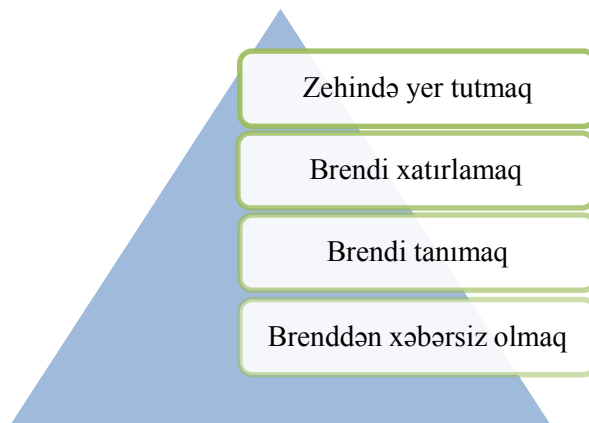 Zehində yer tutmaq
Brendi xatırlamaq
Brendi tanımaq
Brenddən xəbərsiz olmaq